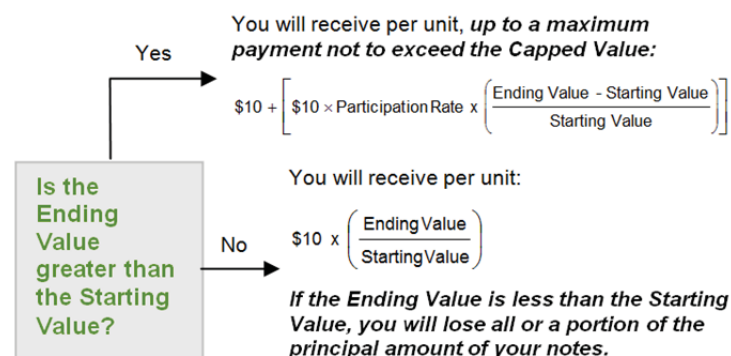 You will receive per unit, up to a maximum
Yes
payment not to exceed the Capped Value:
$10 + [ $10 × Participation Rate x ( Ending Value - Starting Value
Starting Value ) ]
Is the
Ending
Value
greater than
the Starting
Value?
No
You will receive per unit:
$10 x ( Ending Value
Starting Value )
If the Ending Value is less than the Starting
Value, you will lose all or a portion of the
principal amount of your notes.